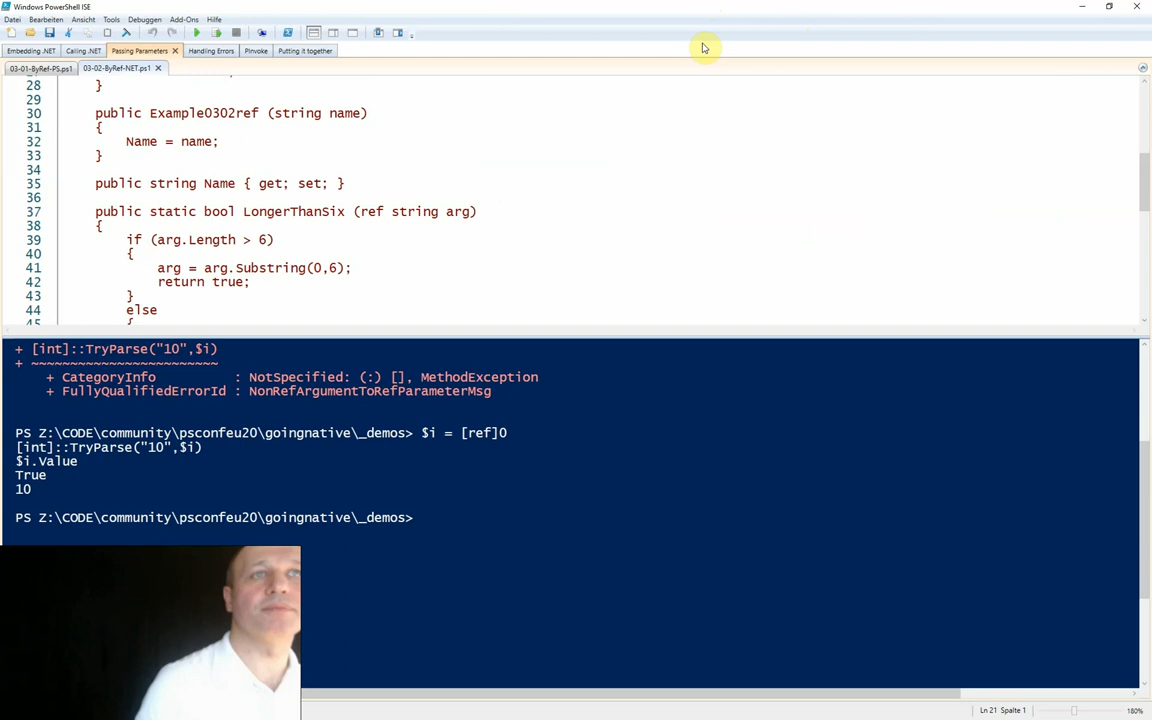 Windows PowerShell ISE
Datei Bearbeiten Ansicht Tools Debuggen Add-Ons Hilfe
Embedding .NET Calling .NET Passing Parameters Handling Errors PInvoke Putting it together
03-01-ByRef-PS.ps1 03-02-ByRef-NET.ps1
28 }
29
30 public Example0302ref (string name)
31 {
32 Name = name;
33 }
34
35 public string Name { get; set; }
36
37 public static bool LongerThanSix (ref string arg)
38 {
39 if (arg.Length > 6)
40 {
41 arg = arg.Substring(0,6);
42 return true;
43 }
44 else
45 {
+ [int]::TryParse("10",$i)
+ ~~~~~~~~~~~~~~~~~~~~~~~~
+ CategoryInfo : NotSpecified: (:) [], MethodException
+ FullyQualifiedErrorId : NonRefArgumentToRefParameterMsg
PS Z:\CODE\community\psconfeu20\goingnative\_demos> $i = [ref]0
[int]::TryParse("10",$i)
$i.Value
True
10
PS Z:\CODE\community\psconfeu20\goingnative\_demos>
Ln 21 Spalte 1 180%